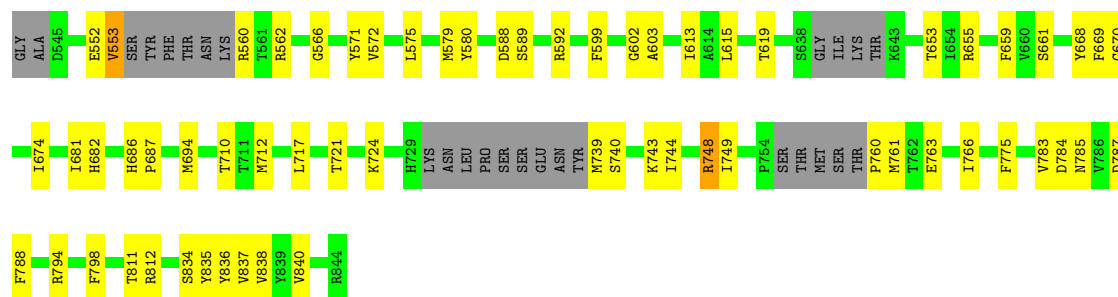 GLY ALA D545 E552 V553 SER TYR PHE THR ASN LYS R560 T561 R562 G566 Y571 V572 L575 M579 Y580 D588 S589 R592 F599 G602 A603 I613 A614 L615 T619 S638 GLY ILE LYS THR K643 T653 I654 R655 F659 V660 S661 Y668 F669
I674 I681 H682 H686 P687 M694 T710 T711 M712 L717 T721 K724 H729 LYS ASN LEU PRO SER SER GLU ASN TYR M739 S740 K743 I744 R748 I749 P754 SER THR MET SER THR P760 M761 T762 E763 I766 F775 V783 D784 N785 V786 D787
F788 R794 F798 T811 R812 S834 Y835 Y836 V837 V838 Y839 V840 R844